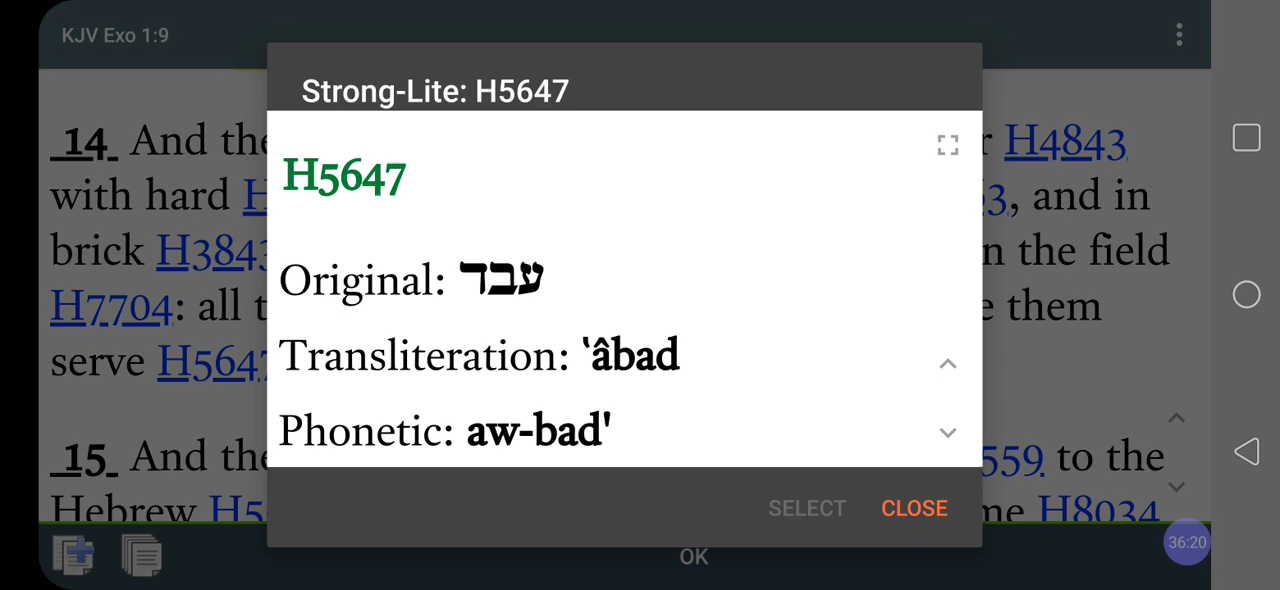 KJV Exo 1:9
Strong-Lite: H5647
H5647
Original: עבד
Transliteration: ‛âbad
Phonetic: aw-bad'
SELECT CLOSE
14 And the H4843
with hard and in
brick H3843 the field
H7704: all them
serve H5647
15 And the to the
Hebrew H8034
OK
36:20